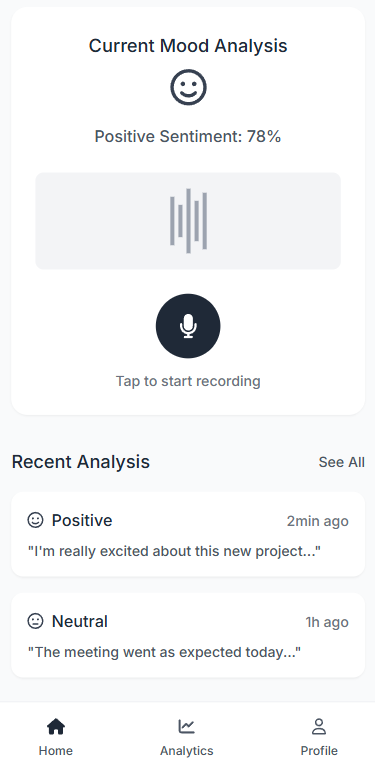 Current Mood Analysis
Positive Sentiment: 78%
Tap to start recording
Recent Analysis See All
Positive 2min ago
"I'm really excited about this new project..."
Neutral 1h ago
"The meeting went as expected today..."
Home Analytics Profile